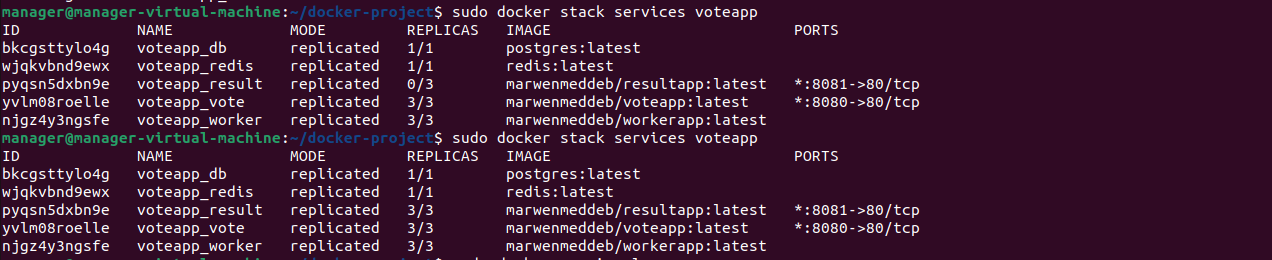 manager@manager-virtual-machine:~/docker-project$ sudo docker stack services voteapp
ID NAME MODE REPLICAS IMAGE PORTS
bkcgsttylo4g voteapp_db replicated 1/1 postgres:latest
wjqkvbnd9ewx voteapp_redis replicated 1/1 redis:latest
pyqsn5dxbn9e voteapp_result replicated 0/3 marwenmeddeb/resultapp:latest *:8081->80/tcp
yvlm08roelle voteapp_vote replicated 3/3 marwenmeddeb/voteapp:latest *:8080->80/tcp
njgz4y3ngsfe voteapp_worker replicated 3/3 marwenmeddeb/workerapp:latest
manager@manager-virtual-machine:~/docker-project$ sudo docker stack services voteapp
ID NAME MODE REPLICAS IMAGE PORTS
bkcgsttylo4g voteapp_db replicated 1/1 postgres:latest
wjqkvbnd9ewx voteapp_redis replicated 1/1 redis:latest
pyqsn5dxbn9e voteapp_result replicated 3/3 marwenmeddeb/resultapp:latest *:8081->80/tcp
yvlm08roelle voteapp_vote replicated 3/3 marwenmeddeb/voteapp:latest *:8080->80/tcp
njgz4y3ngsfe voteapp_worker replicated 3/3 marwenmeddeb/workerapp:latest